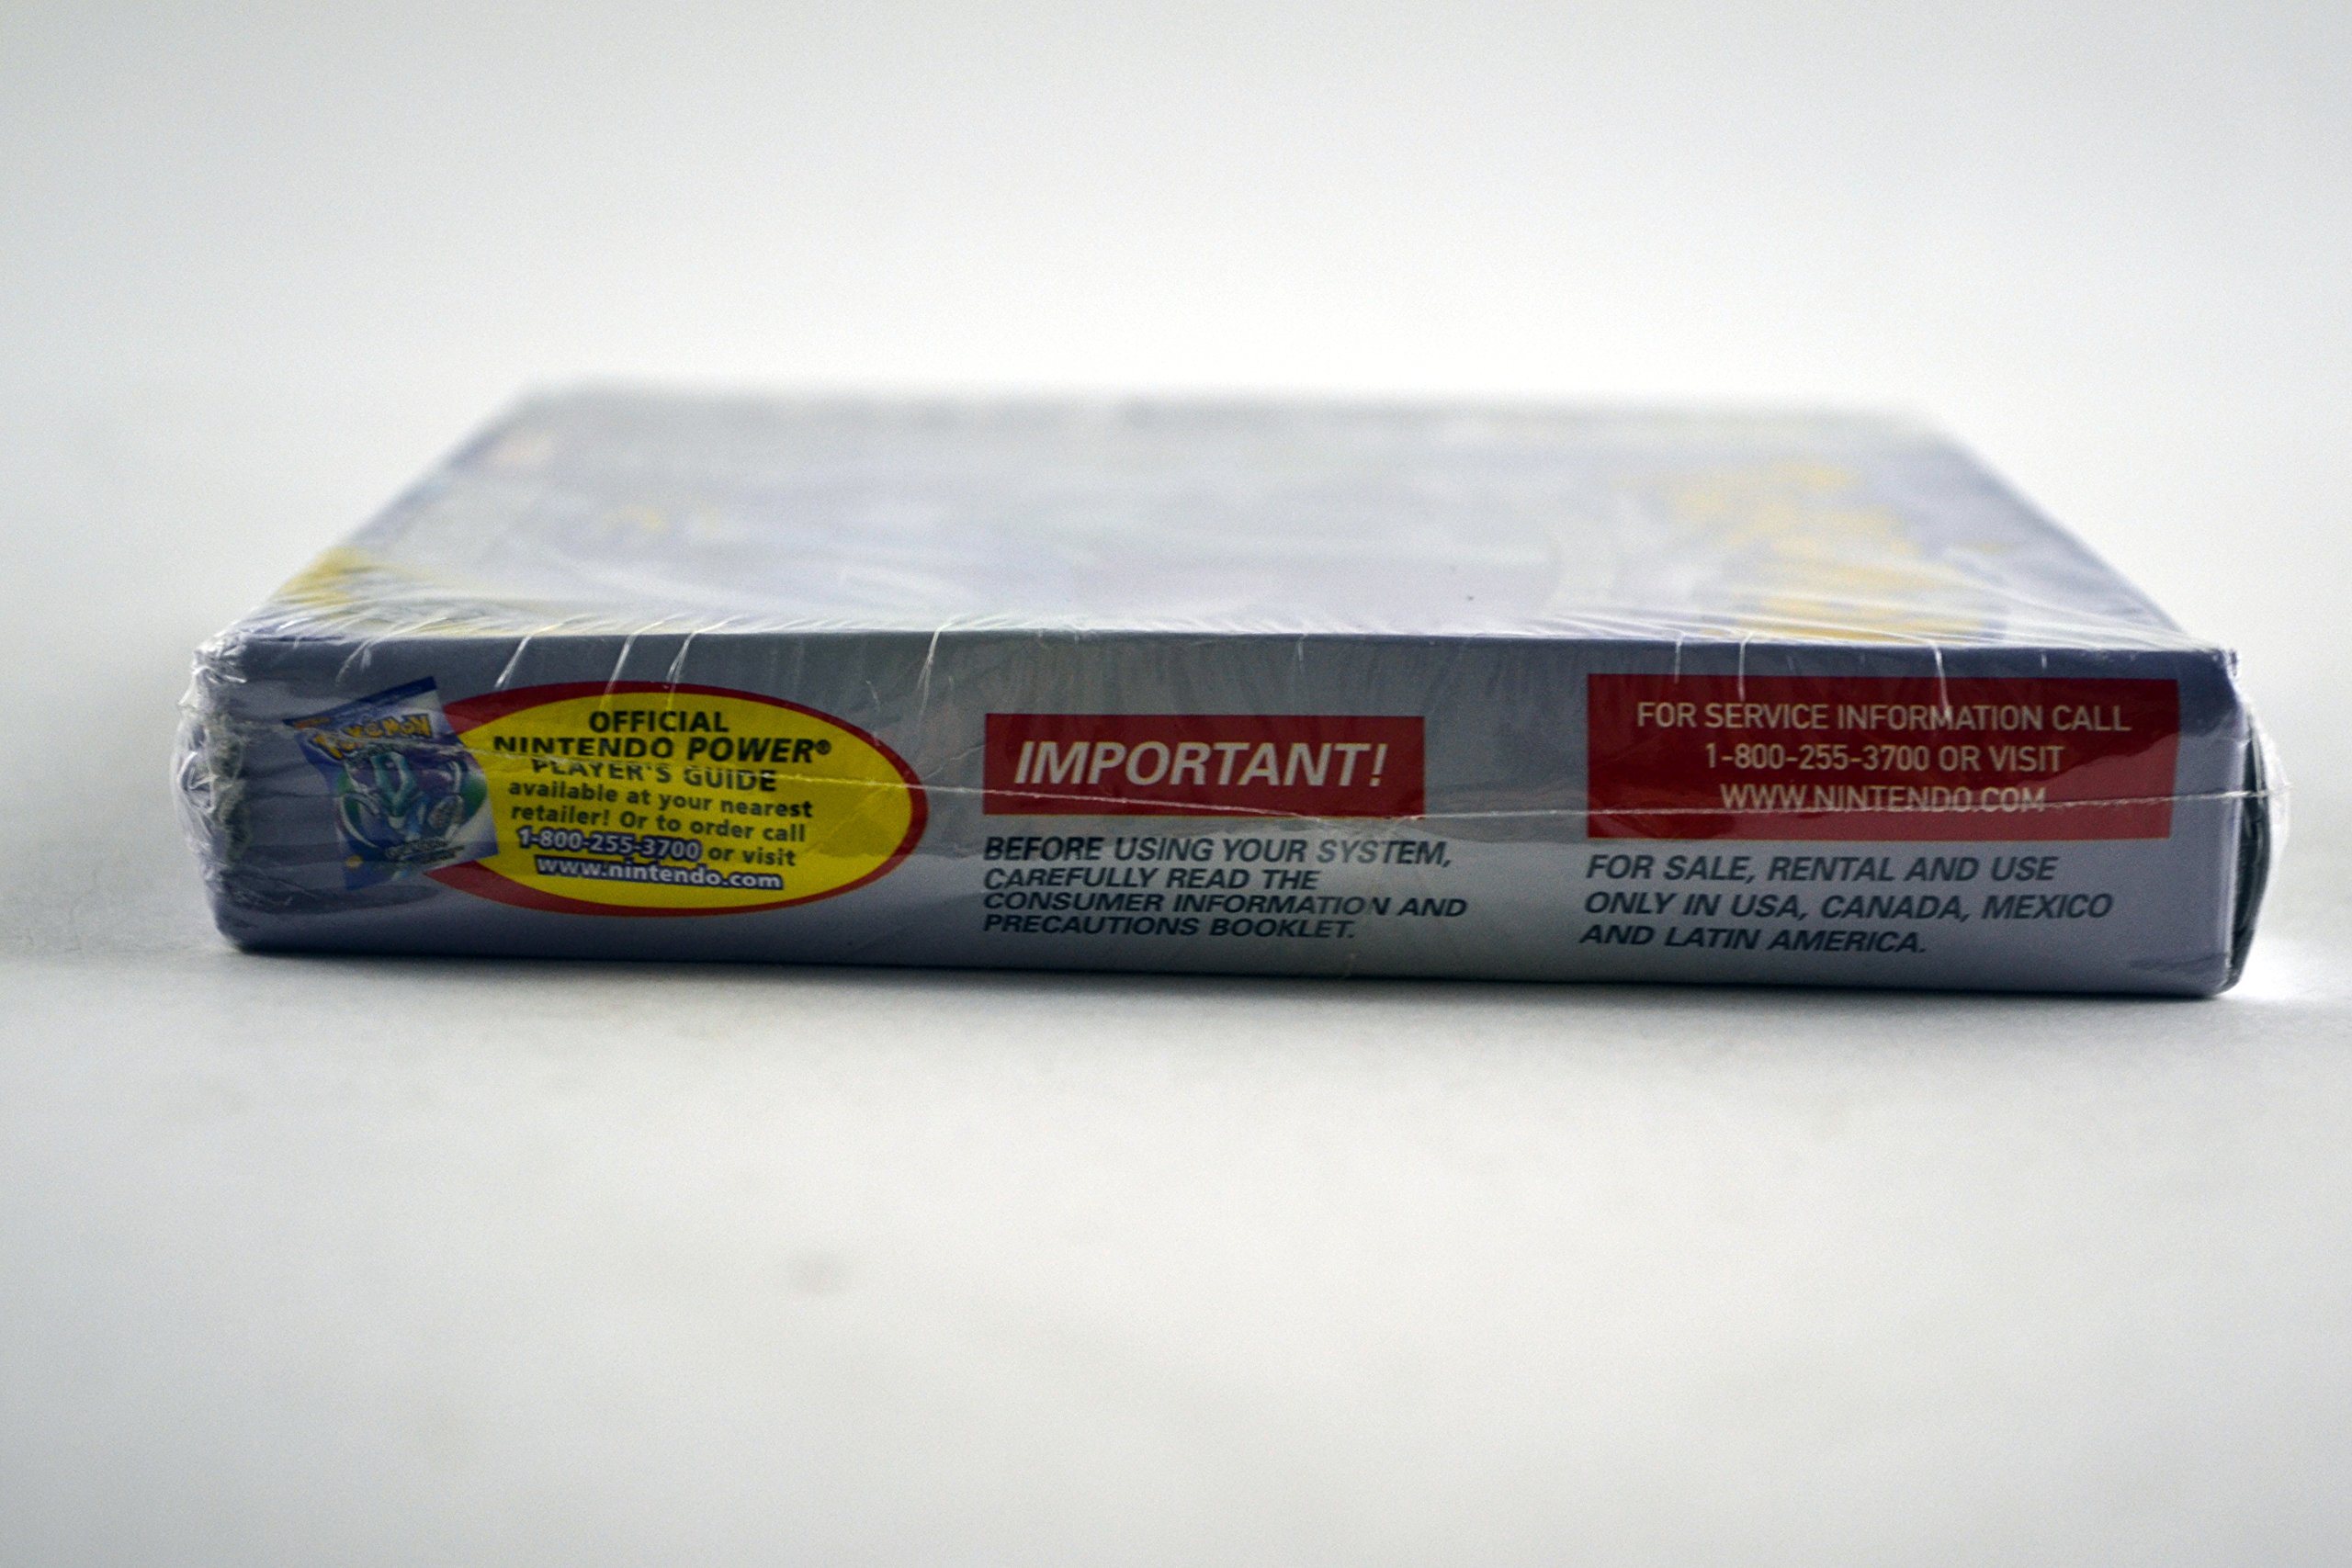 Pokémon
OFFICIAL
NINTENDO POWER®
PLAYER'S GUIDE
available at your nearest
retailer! Or to order call
1-800-255-3700 or visit
www.nintendo.com
IMPORTANT!
BEFORE USING YOUR SYSTEM,
CAREFULLY READ THE
CONSUMER INFORMATION AND
PRECAUTIONS BOOKLET.
FOR SERVICE INFORMATION CALL
1-800-255-3700 OR VISIT
WWW.NINTENDO.COM
FOR SALE, RENTAL AND USE
ONLY IN USA, CANADA, MEXICO
AND LATIN AMERICA.